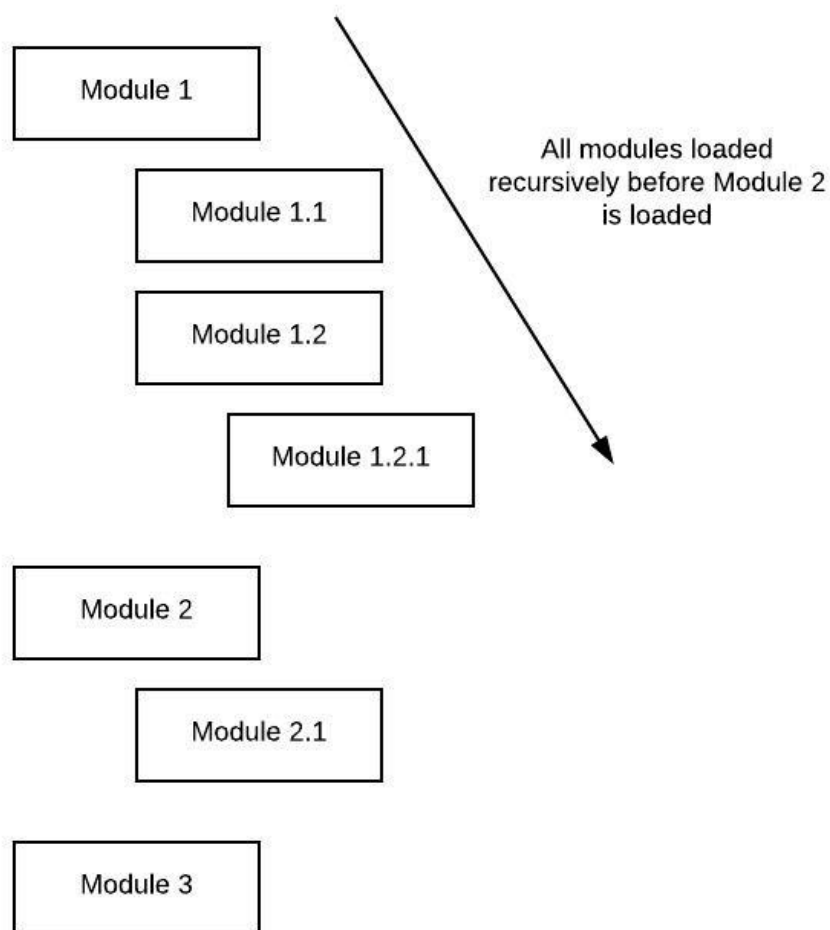 Module 1
All modules loaded
recursively before Module 2
is loaded
Module 1.1
Module 1.2
Module 1.2.1
Module 2
Module 2.1
Module 3